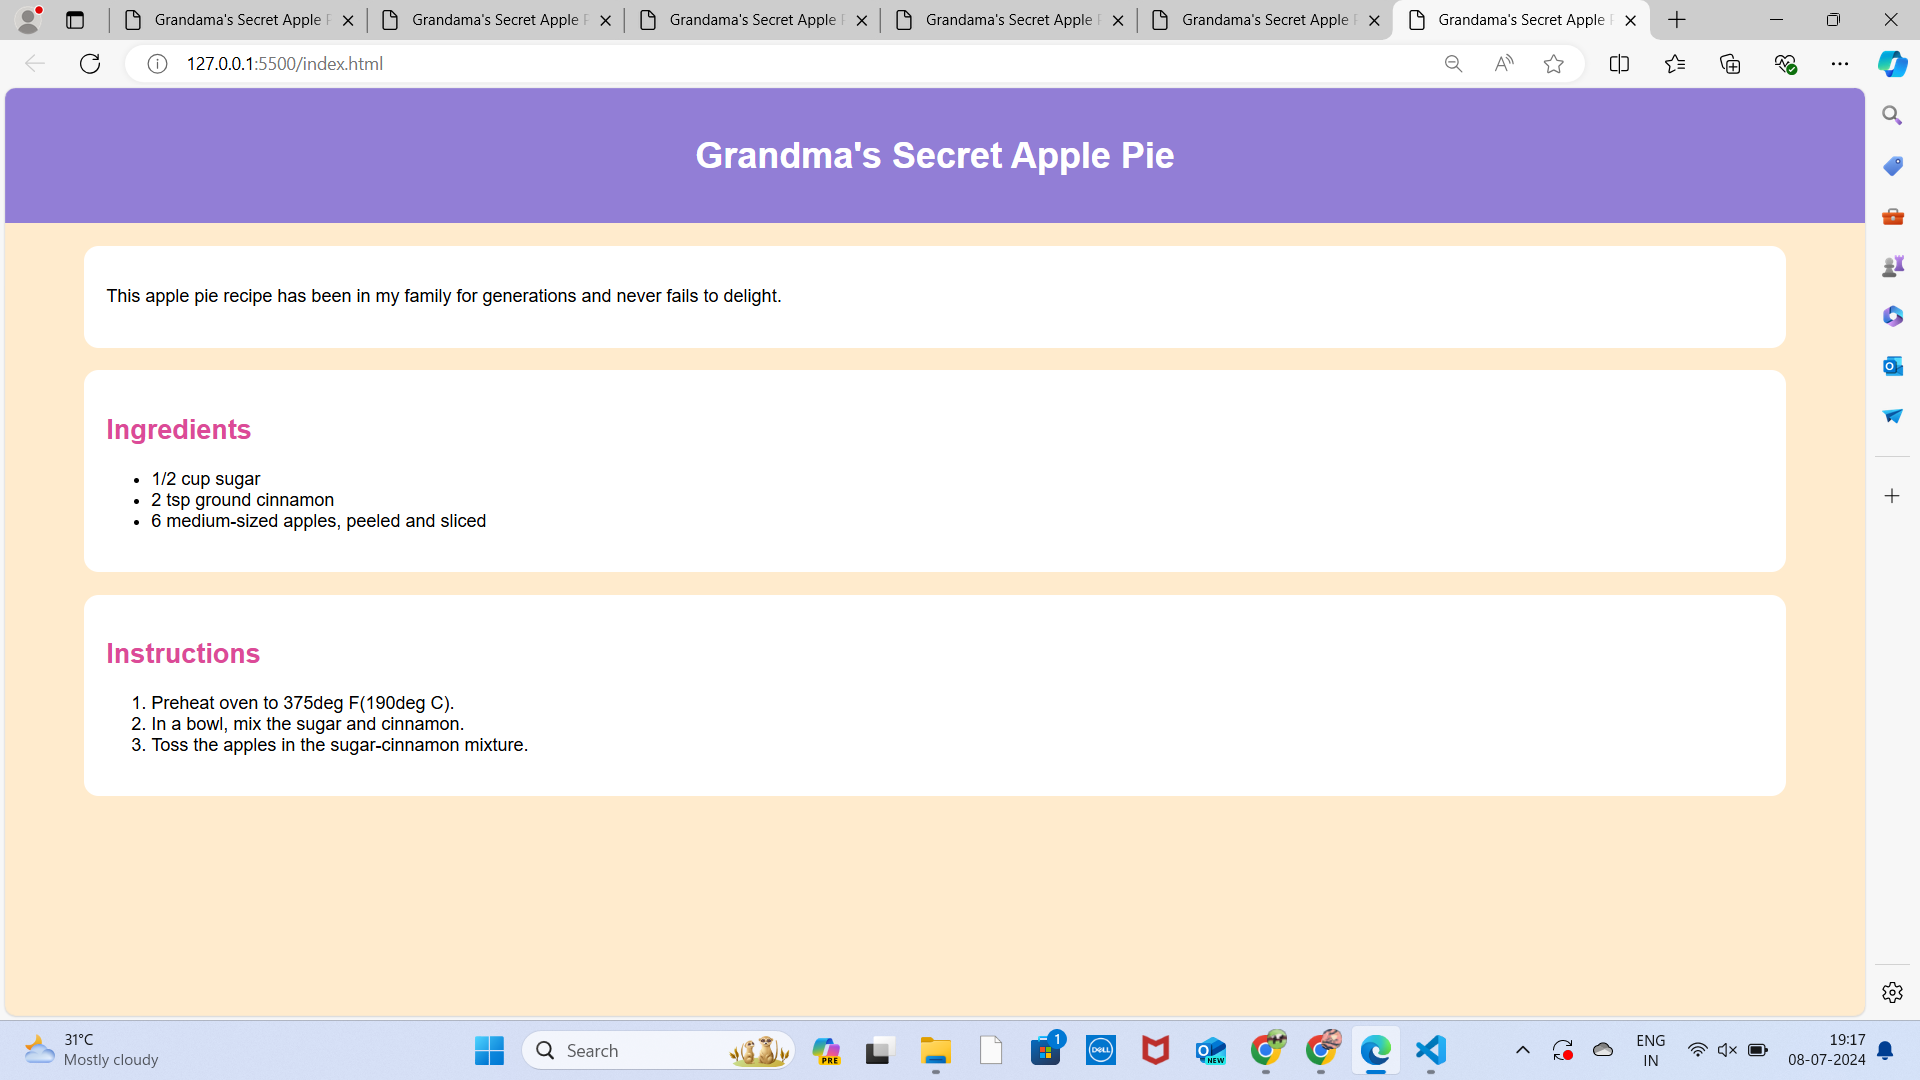 Grandama's Secret Apple
Grandama's Secret Apple
Grandama's Secret Apple
Grandama's Secret Apple
Grandama's Secret Apple
Grandama's Secret Apple
127.0.0.1:5500/index.html
Grandma's Secret Apple Pie
This apple pie recipe has been in my family for generations and never fails to delight.
Ingredients
• 1/2 cup sugar
• 2 tsp ground cinnamon
• 6 medium-sized apples, peeled and sliced
Instructions
1. Preheat oven to 375deg F(190deg C).
2. In a bowl, mix the sugar and cinnamon.
3. Toss the apples in the sugar-cinnamon mixture.
31°C
Mostly cloudy
Search
PRE
1
DELL
NEW
ENG
IN
19:17
08-07-2024